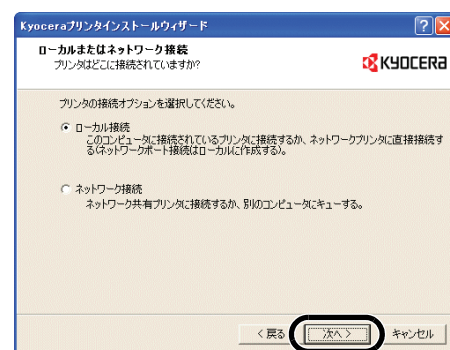 Kyoceraプリンタインストールウィザード
ローカルまたはネットワーク接続
プリンタはどこに接続されていますか?
KYOCERA
プリンタの接続オプションを選択してください。
ローカル接続
このコンピュータに接続されているプリンタに接続するか、ネットワークプリンタに直接接続す
る(ネットワークポート接続はローカルに作成する)。
ネットワーク接続
ネットワーク共有プリンタに接続するか、別のコンピュータにキューする。
< 戻る
次へ >
キャンセル